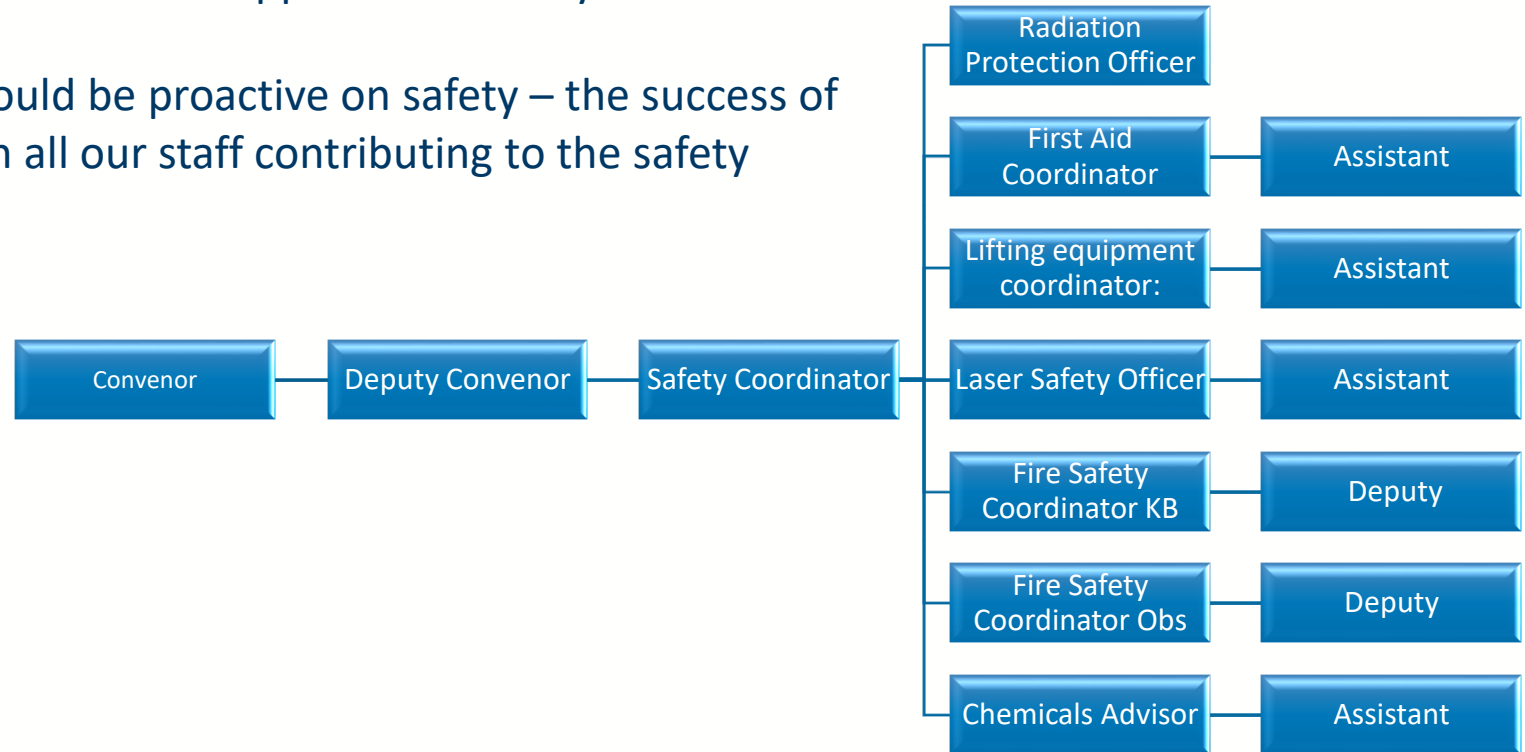 ould be proactive on safety – the success of
n all our staff contributing to the safety
Radiation
Protection Officer
First Aid
Coordinator
Assistant
Lifting equipment
coordinator:
Assistant
Convenor
Deputy Convenor
Safety Coordinator
Laser Safety Officer
Assistant
Fire Safety
Coordinator KB
Deputy
Fire Safety
Coordinator Obs
Deputy
Chemicals Advisor
Assistant